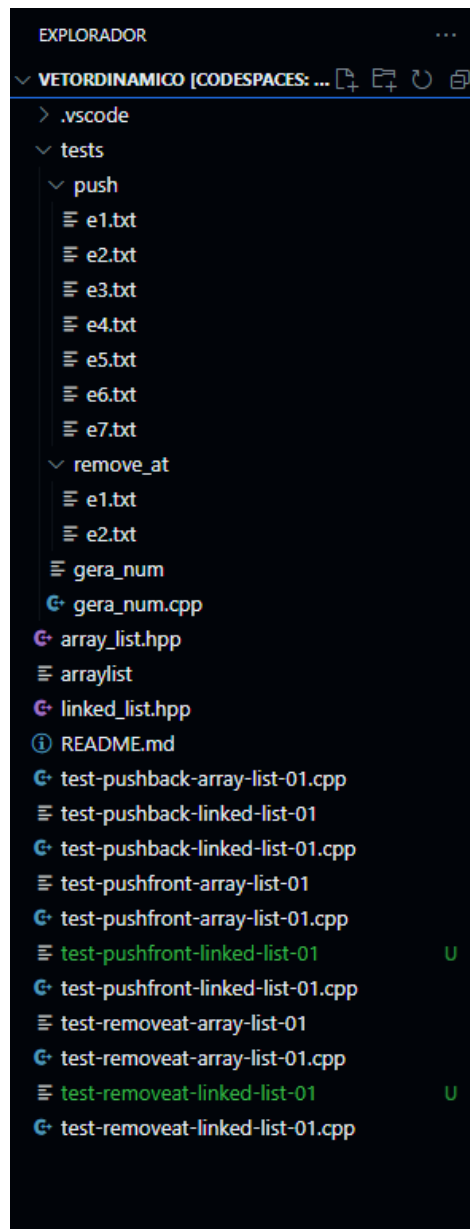 EXPLORADOR
VETORDINAMICO [CODESPACES: ...
.vscode
tests
push
e1.txt
e2.txt
e3.txt
e4.txt
e5.txt
e6.txt
e7.txt
remove_at
e1.txt
e2.txt
gera_num
gera_num.cpp
array_list.hpp
arraylist
linked_list.hpp
README.md
test-pushback-array-list-01.cpp
test-pushback-linked-list-01
test-pushback-linked-list-01.cpp
test-pushfront-array-list-01
test-pushfront-array-list-01.cpp
test-pushfront-linked-list-01 U
test-pushfront-linked-list-01.cpp
test-removeat-array-list-01
test-removeat-array-list-01.cpp
test-removeat-linked-list-01 U
test-removeat-linked-list-01.cpp